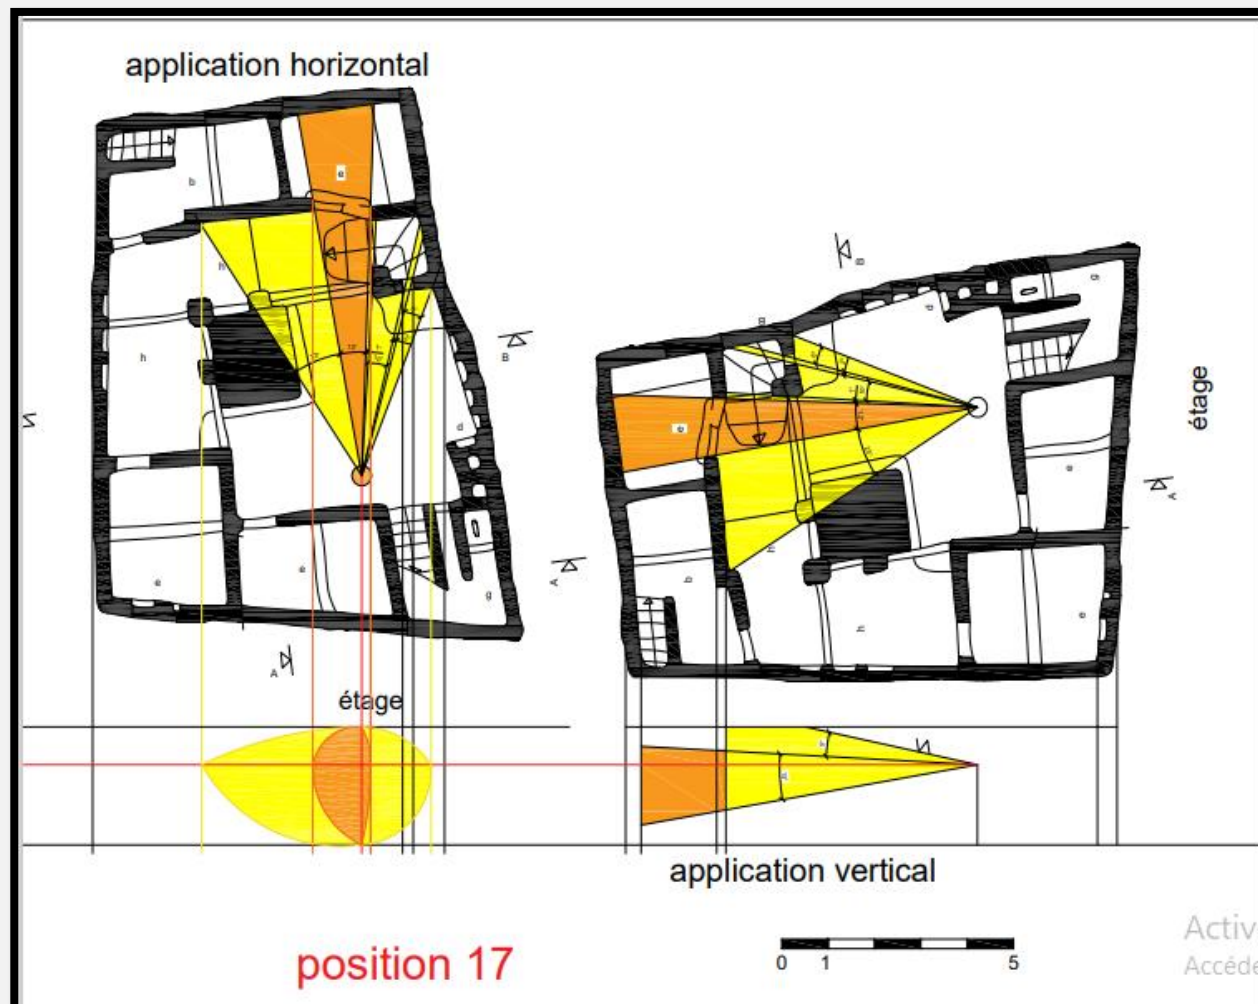 application horizontal
b
e
h
h
B
d
A
e
e
g
A
étage
B
B
d
g
étage
e
e
A
b
h
h
e
application vertical
position 17
0 1 5
Activ
Accéde